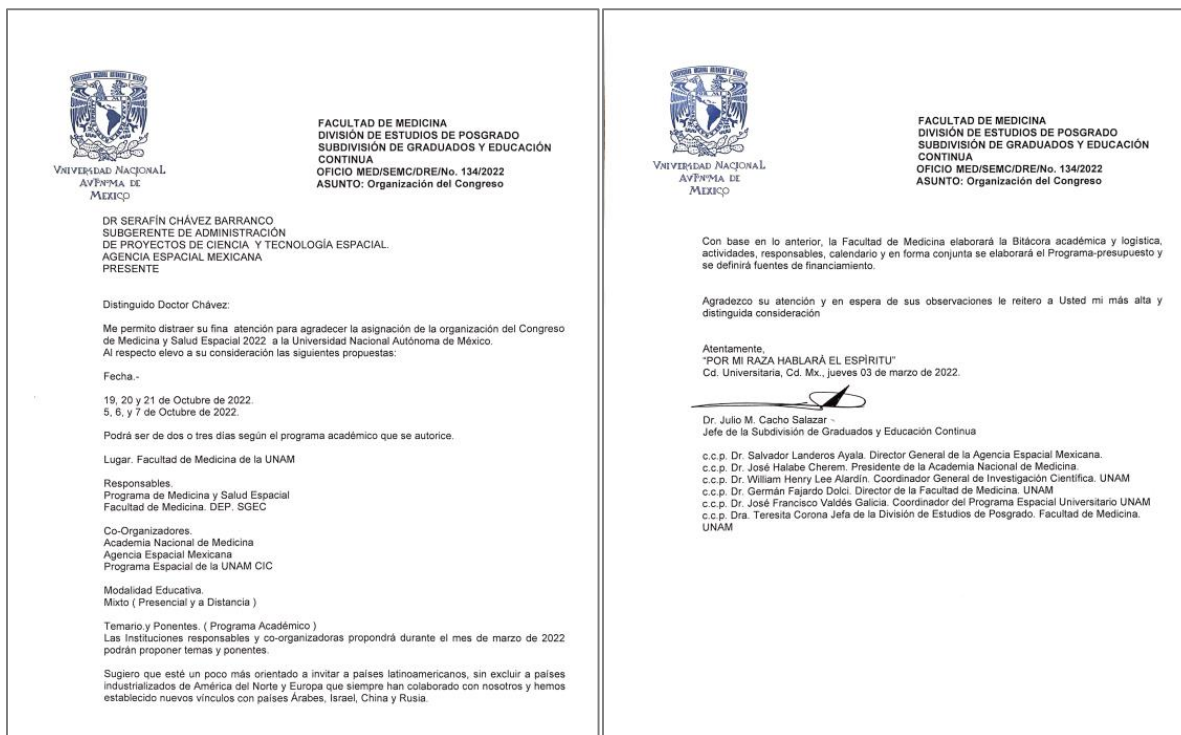 VNIVERSDAD NACJONAL
AVTNºMA DE
MEXICO
FACULTAD DE MEDICINA
DIVISIÓN DE ESTUDIOS DE POSGRADO
SUBDIVISIÓN DE GRADUADOS Y EDUCACIÓN
CONTINUA
OFICIO MED/SEMC/DRE/No. 134/2022
ASUNTO: Organización del Congreso
DR SERAFÍN CHÁVEZ BARRANCO
SUBGERENTE DE ADMINISTRACIÓN
DE PROYECTOS DE CIENCIA Y TECNOLOGÍA ESPACIAL.
AGENCIA ESPACIAL MEXICANA
PRESENTE
Distinguido Doctor Chávez:
Me permito distraer su fina atención para agradecer la asignación de la organización del Congreso
de Medicina y Salud Espacial 2022 a la Universidad Nacional Autónoma de México.
Al respecto elevo a su consideración las siguientes propuestas:
Fecha.-
19, 20 y 21 de Octubre de 2022.
5, 6, y 7 de Octubre de 2022.
Podrá ser de dos o tres días según el programa académico que se autorice.
Lugar. Facultad de Medicina de la UNAM
Responsables.
Programa de Medicina y Salud Espacial
Facultad de Medicina. DEP. SGEC
Co-Organizadores.
Academia Nacional de Medicina
Agencia Espacial Mexicana
Programa Espacial de la UNAM CIC
Modalidad Educativa.
Mixto ( Presencial y a Distancia )
Temario.y Ponentes. ( Programa Académico )
Las Instituciones responsables y co-organizadoras propondrá durante el mes de marzo de 2022
podrán proponer temas y ponentes.
Sugiero que esté un poco más orientado a invitar a países latinoamericanos, sin excluir a países
industrializados de América del Norte y Europa que siempre han colaborado con nosotros y hemos
establecido nuevos vínculos con países Árabes, Israel, China y Rusia.
VNIVERSDAD NACJONAL
AVTNºMA DE
MEXICO
FACULTAD DE MEDICINA
DIVISIÓN DE ESTUDIOS DE POSGRADO
SUBDIVISIÓN DE GRADUADOS Y EDUCACIÓN
CONTINUA
OFICIO MED/SEMC/DRE/No. 134/2022
ASUNTO: Organización del Congreso
Con base en lo anterior, la Facultad de Medicina elaborará la Bitácora académica y logística,
actividades, responsables, calendario y en forma conjunta se elaborará el Programa-presupuesto y
se definirá fuentes de financiamiento.
Agradezco su atención y en espera de sus observaciones le reitero a Usted mi más alta y
distinguida consideración
Atentamente,
"POR MI RAZA HABLARÁ EL ESPÍRITU"
Cd. Universitaria, Cd. Mx., jueves 03 de marzo de 2022.
Dr. Julio M. Cacho Salazar
Jefe de la Subdivisión de Graduados y Educación Continua
c.c.p. Dr. Salvador Landeros Ayala. Director General de la Agencia Espacial Mexicana.
c.c.p. Dr. José Halabe Cherem. Presidente de la Academia Nacional de Medicina.
c.c.p. Dr. William Henry Lee Alardín. Coordinador General de Investigación Científica. UNAM
c.c.p. Dr. Germán Fajardo Dolci. Director de la Facultad de Medicina. UNAM
c.c.p. Dr. José Francisco Valdés Galicia. Coordinador del Programa Espacial Universitario UNAM
c.c.p. Dra. Teresita Corona Jefa de la División de Estudios de Posgrado. Facultad de Medicina.
UNAM